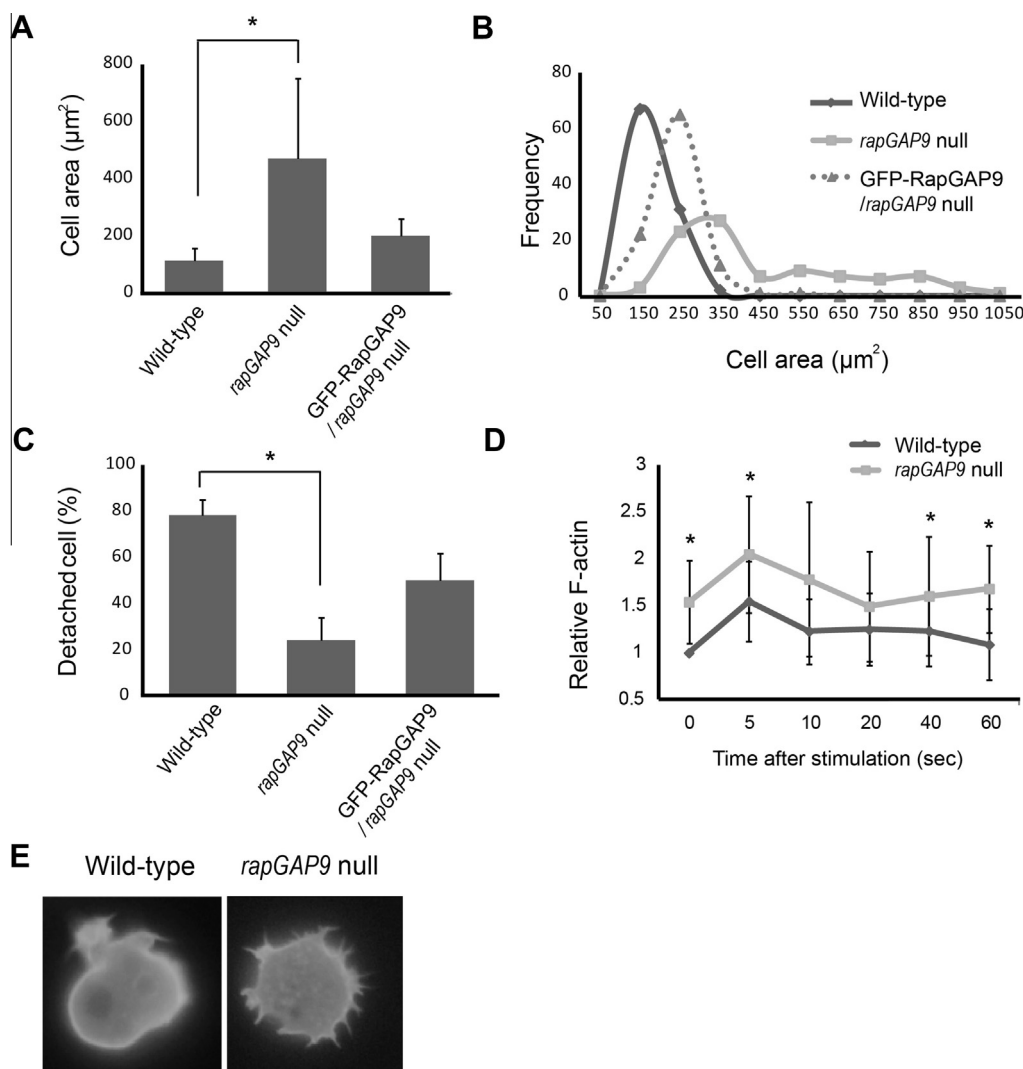 A
*
Cell area (µm²)
800
600
400
200
0
Wild-type
rapGAP9 null
GFP-RapGAP9
/ rapGAP9 null
B
Frequency
80
60
40
20
0
50 150 250 350 450 550 650 750 850 950 1050
Cell area (µm²)
Wild-type
rapGAP9 null
GFP-RapGAP9
/rapGAP9 null
C
*
Detached cell (%)
100
80
60
40
20
0
Wild-type
rapGAP9 null
GFP-RapGAP9
/ rapGAP9 null
D
Wild-type
rapGAP9 null
Relative F-actin
3
2.5
2
1.5
1
0.5
* * * *
0 5 10 20 40 60
Time after stimulation (sec)
E
Wild-type rapGAP9 null